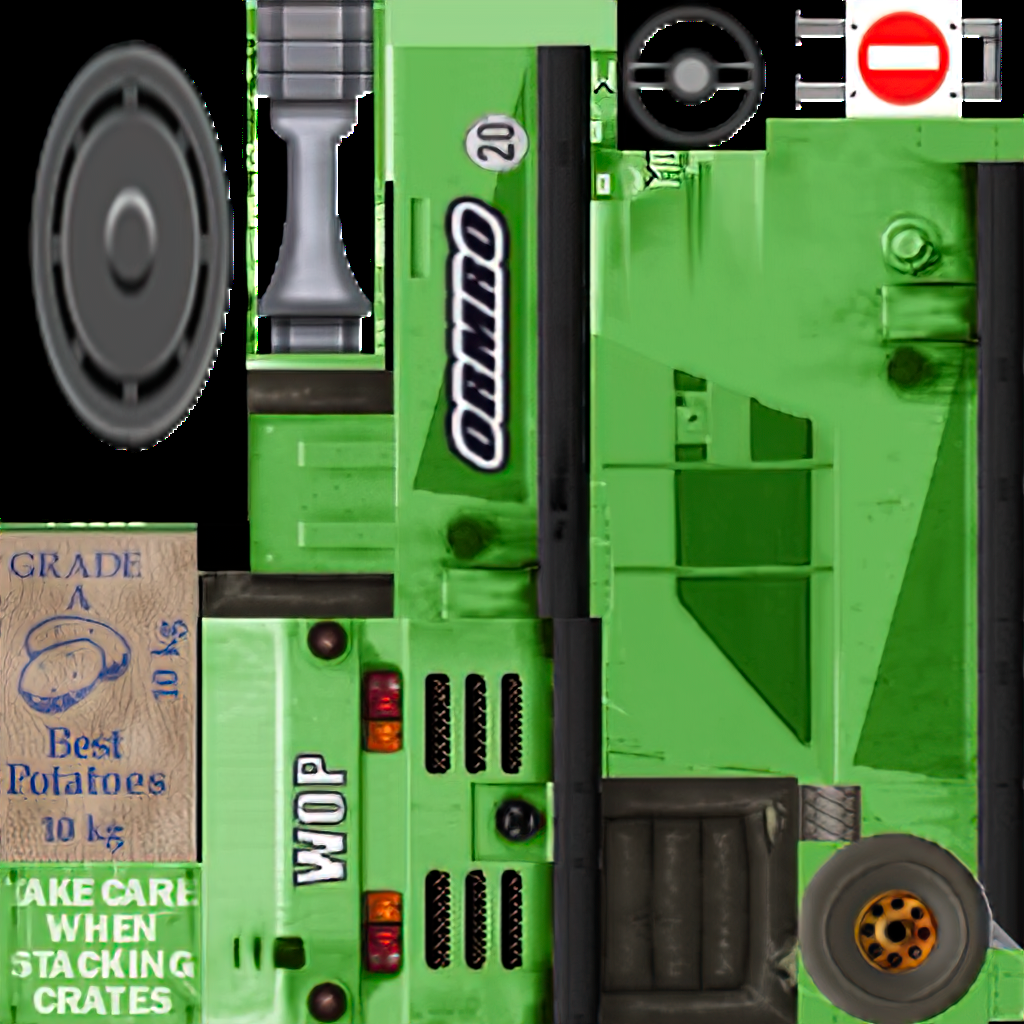 20
ORMRO
GRADE
A
10 kg
Best
Potatoes
10 kg
WOP
TAKE CARE
WHEN
STACKING
CRATES